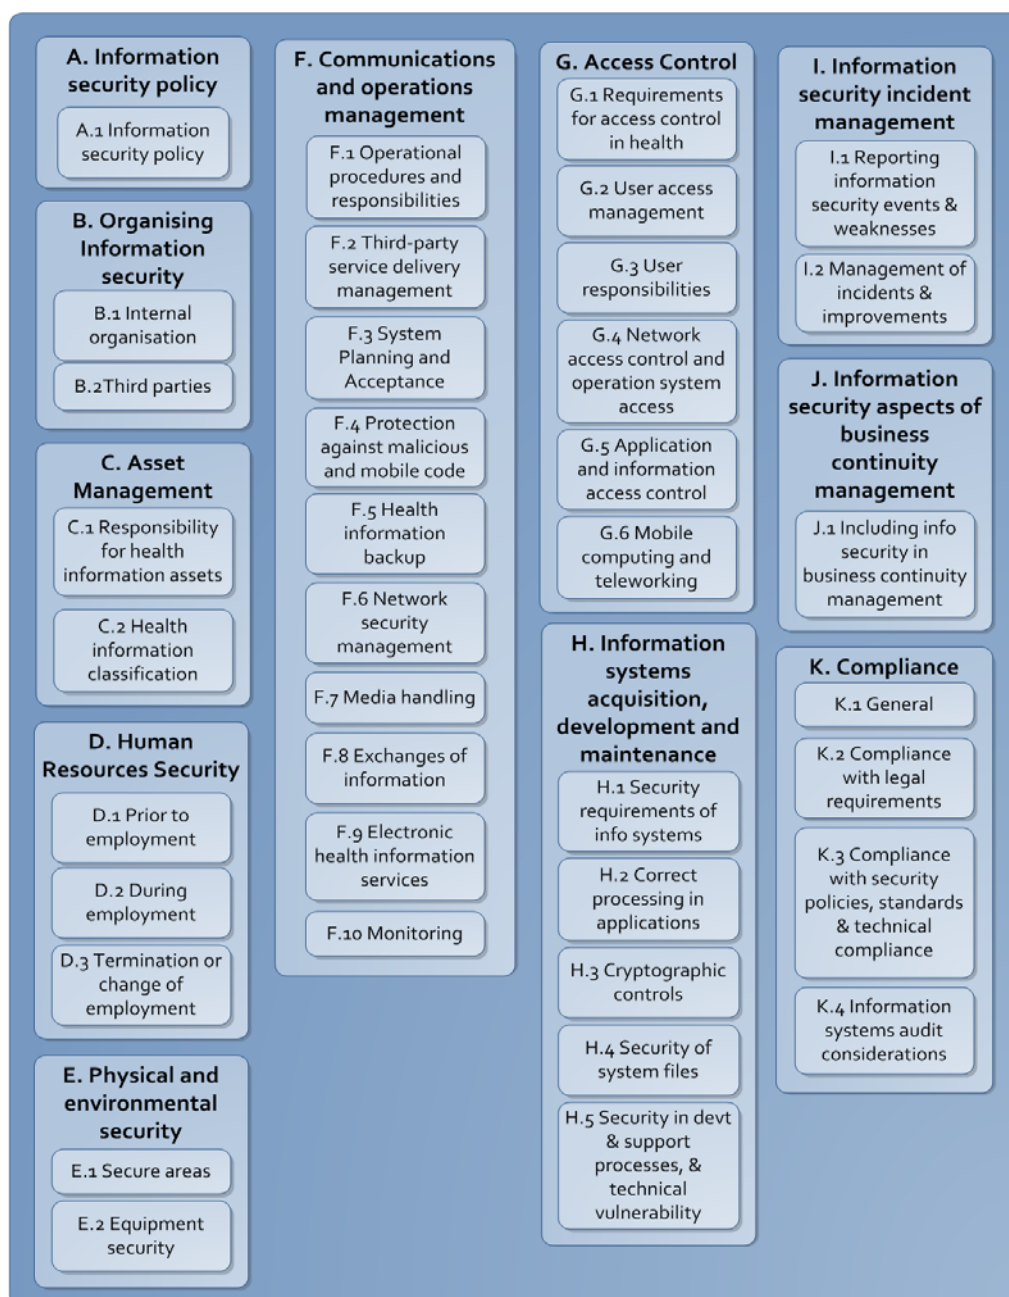 A. Information
security policy
A.1 Information
security policy
B. Organising
Information
security
B.1 Internal
organisation
B.2Third parties
C. Asset
Management
C.1 Responsibility
for health
information assets
C.2 Health
information
classification
D. Human
Resources Security
D.1 Prior to
employment
D.2 During
employment
D.3 Termination or
change of
employment
E. Physical and
environmental
security
E.1 Secure areas
E.2 Equipment
security
F. Communications
and operations
management
F.1 Operational
procedures and
responsibilities
F.2 Third-party
service delivery
management
F.3 System
Planning and
Acceptance
F.4 Protection
against malicious
and mobile code
F.5 Health
information
backup
F.6 Network
security
management
F.7 Media handling
F.8 Exchanges of
information
F.9 Electronic
health information
services
F.10 Monitoring
G. Access Control
G.1 Requirements
for access control
in health
G.2 User access
management
G.3 User
responsibilities
G.4 Network
access control and
operation system
access
G.5 Application
and information
access control
G.6 Mobile
computing and
teleworking
H. Information
systems
acquisition,
development and
maintenance
H.1 Security
requirements of
info systems
H.2 Correct
processing in
applications
H.3 Cryptographic
controls
H.4 Security of
system files
H.5 Security in devt
& support
processes, &
technical
vulnerability
I. Information
security incident
management
I.1 Reporting
information
security events &
weaknesses
I.2 Management of
incidents &
improvements
J. Information
security aspects of
business
continuity
management
J.1 Including info
security in
business continuity
management
K. Compliance
K.1 General
K.2 Compliance
with legal
requirements
K.3 Compliance
with security
policies, standards
& technical
compliance
K.4 Information
systems audit
considerations